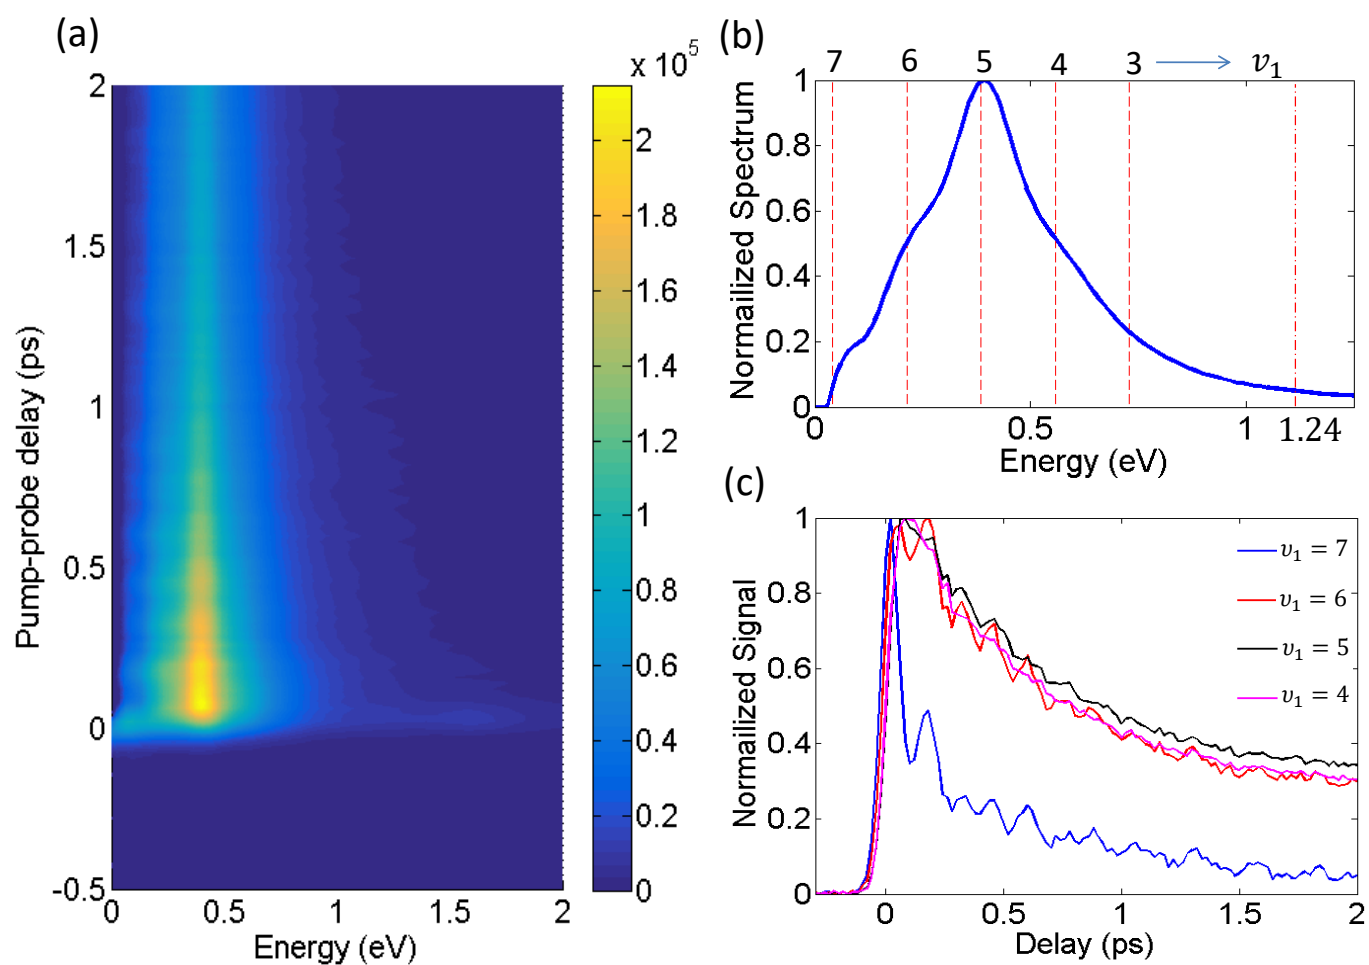 (a)
x 10^5
2
1.5
1
0.5
0
-0.5
Pump-probe delay (ps)
0
0.5
1
1.5
2
Energy (eV)
2
1.8
1.6
1.4
1.2
1
0.8
0.6
0.4
0.2
0
(b)
7 6 5 4 3 υ₁
1
0.8
0.6
0.4
0.2
0
Normailized Spectrum
0 0.5 1 1.24
Energy (eV)
(c)
1
0.8
0.6
0.4
0.2
0
Normailized Signal
υ₁ = 7
υ₁ = 6
υ₁ = 5
υ₁ = 4
0 0.5 1 1.5 2
Delay (ps)